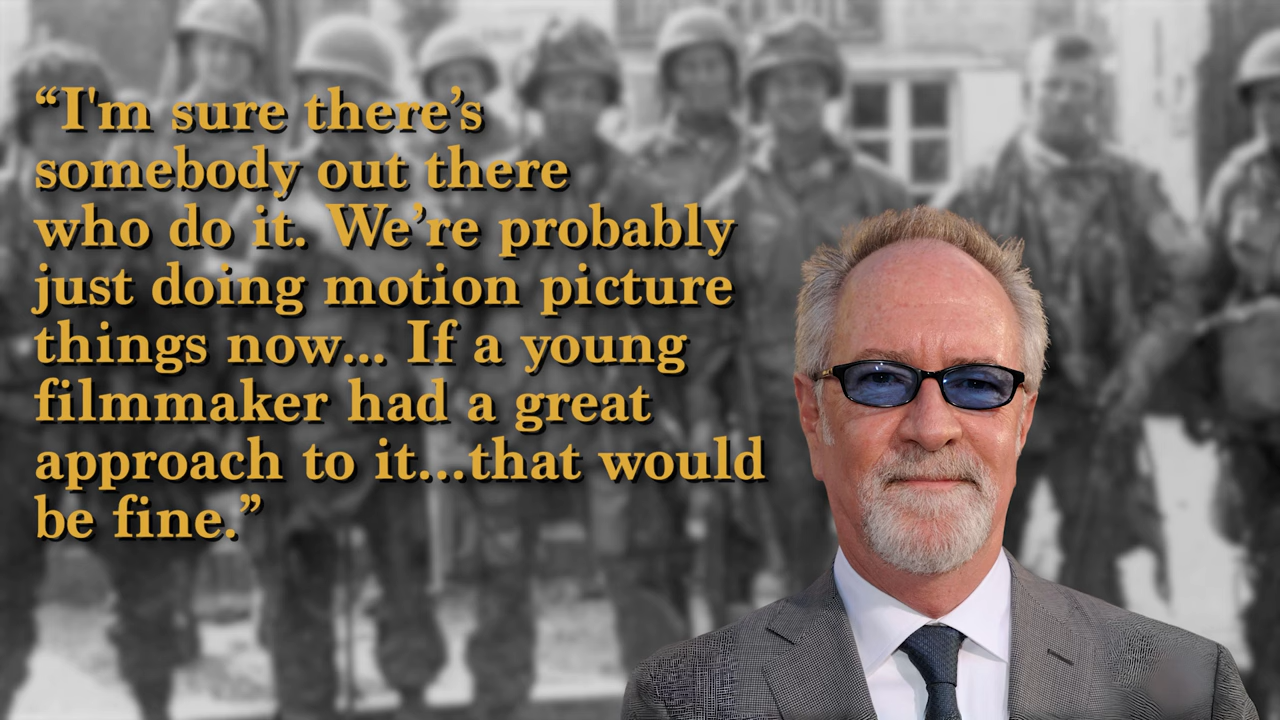 “I'm sure there’s
somebody out there
who do it. We’re probably
just doing motion picture
things now... If a young
filmmaker had a great
approach to it...that would
be fine.”